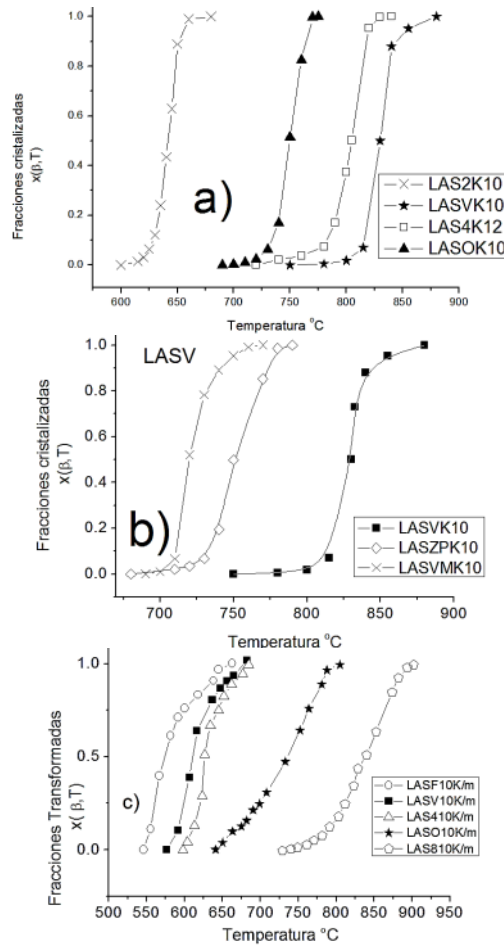 1.0
0.8
0.6
0.4
0.2
0.0
Fracciones cristalizadas
x(β,T)
a)
LAS2K10
LASVK10
LAS4K12
LASOK10
600 650 700 750 800 850 900
Temperatura °C
LASV
1.0
0.8
0.6
0.4
0.2
0.0
Fracciones cristalizadas
x(β,T)
b)
LASVK10
LASZPK10
LASVMK10
700 750 800 850 900
Temperatura °C
1.0
0.5
0.0
Fracciones Transformadas
x( β,T)
c)
LASF10K/m
LASV10K/m
LAS410K/m
LASO10K/m
LAS810K/m
500 550 600 650 700 750 800 850 900 950
Temperatura °C